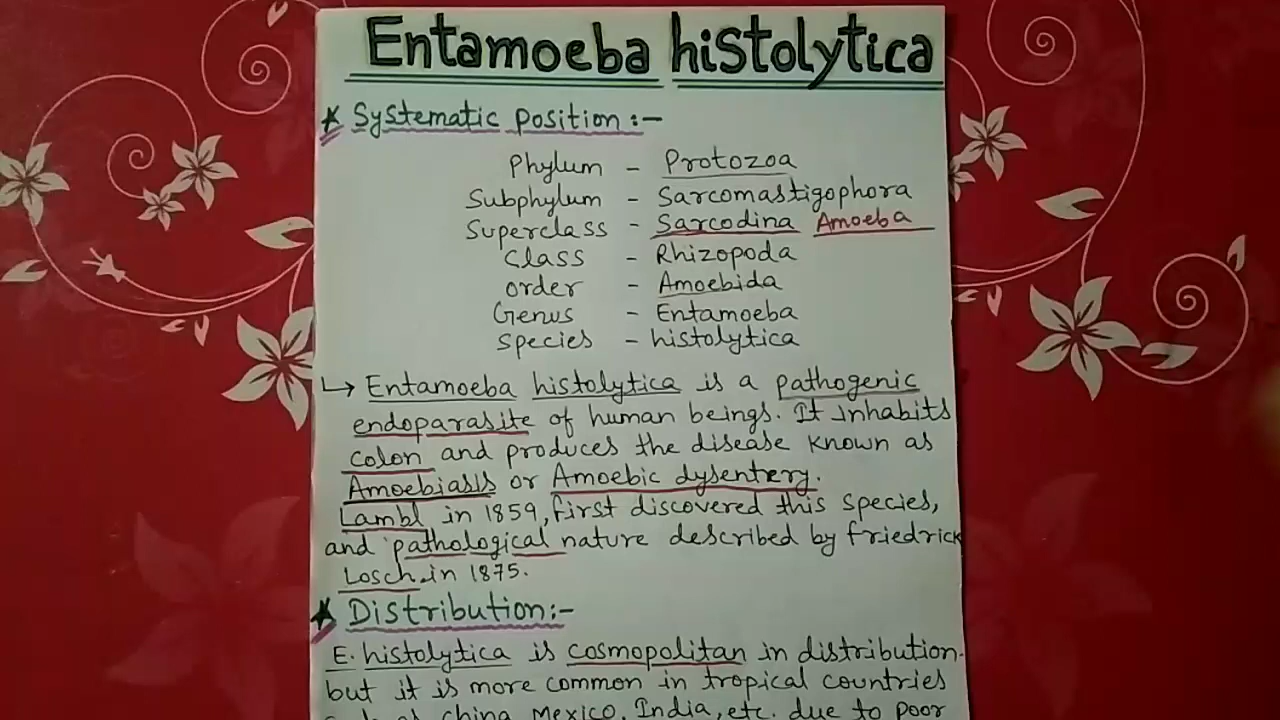 Entamoeba histolytica
★ Systematic position :-
Phylum - Protozoa
Subphylum - Sarcomastigophora
Superclass - Sarcodina Amoeba
Class - Rhizopoda
order - Amoebida
Genus - Entamoeba
Species - histolytica
↳ Entamoeba histolytica is a pathogenic
endoparasite of human beings. It inhabits
colon and produces the disease known as
Amoebiasis or Amoebic dysentery.
Lambl in 1859, first discovered this species,
and pathological nature described by friedrick
Losch in 1875.
★ Distribution :-
E. histolytica is cosmopolitan in distribution.
but it is more common in tropical countries
such as china, Mexico, India, etc. due to poor